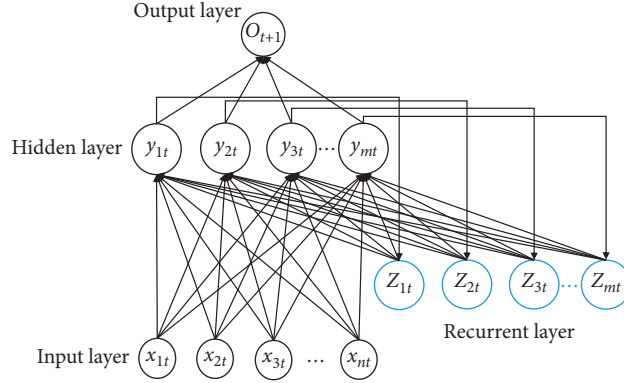 Output layer
O_{t+1}
Hidden layer y_{1t} y_{2t} y_{3t} ... y_{mt}
Z_{1t} Z_{2t} Z_{3t} ... Z_{mt}
Recurrent layer
Input layer x_{1t} x_{2t} x_{3t} ... x_{nt}